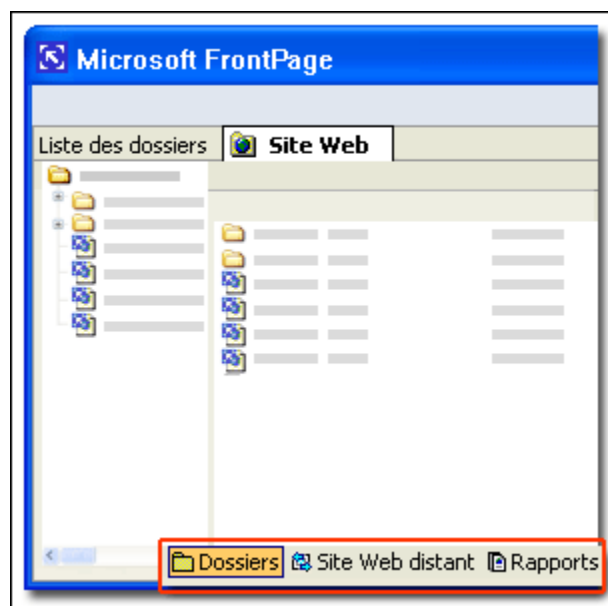 Microsoft FrontPage
Liste des dossiers Site Web
Dossiers Site Web distant Rapports